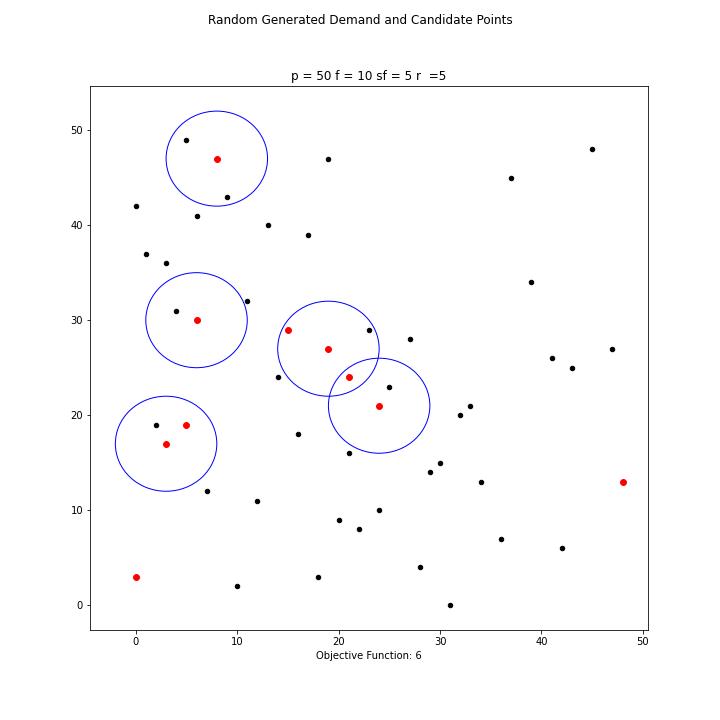 Random Generated Demand and Candidate Points
p = 50 f = 10 sf = 5 r  =5
50
40
30
20
10
0
0 10 20 30 40 50
Objective Function: 6